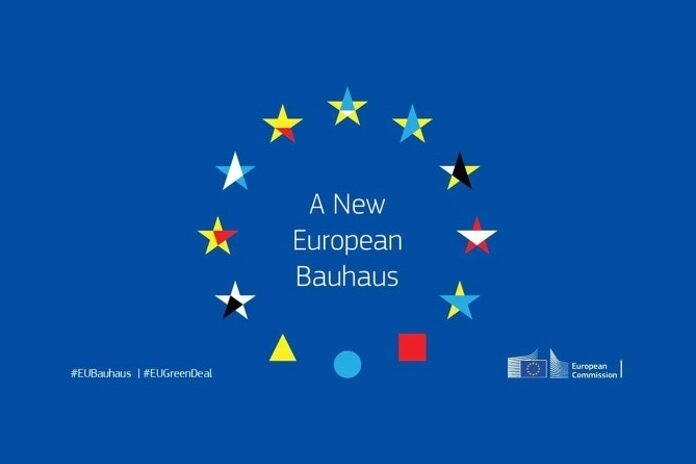 A New
European
Bauhaus
#EUBauhaus | #EUGreenDeal
European
Commission